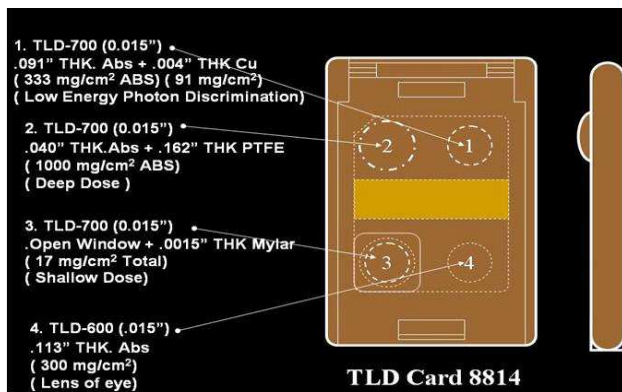 1. TLD-700 (0.015”)
.091” THK. Abs + .004” THK Cu
( 333 mg/cm² ABS) ( 91 mg/cm²)
( Low Energy Photon Discrimination)
2. TLD-700 (0.015”)
.040” THK.Abs + .162” THK PTFE
( 1000 mg/cm² ABS)
( Deep Dose )
3. TLD-700 (0.015”)
.Open Window + .0015” THK Mylar
( 17 mg/cm² Total)
( Shallow Dose)
4. TLD-600 (.015”)
.113” THK. Abs
( 300 mg/cm²)
( Lens of eye)
2
1
3
4
TLD Card 8814